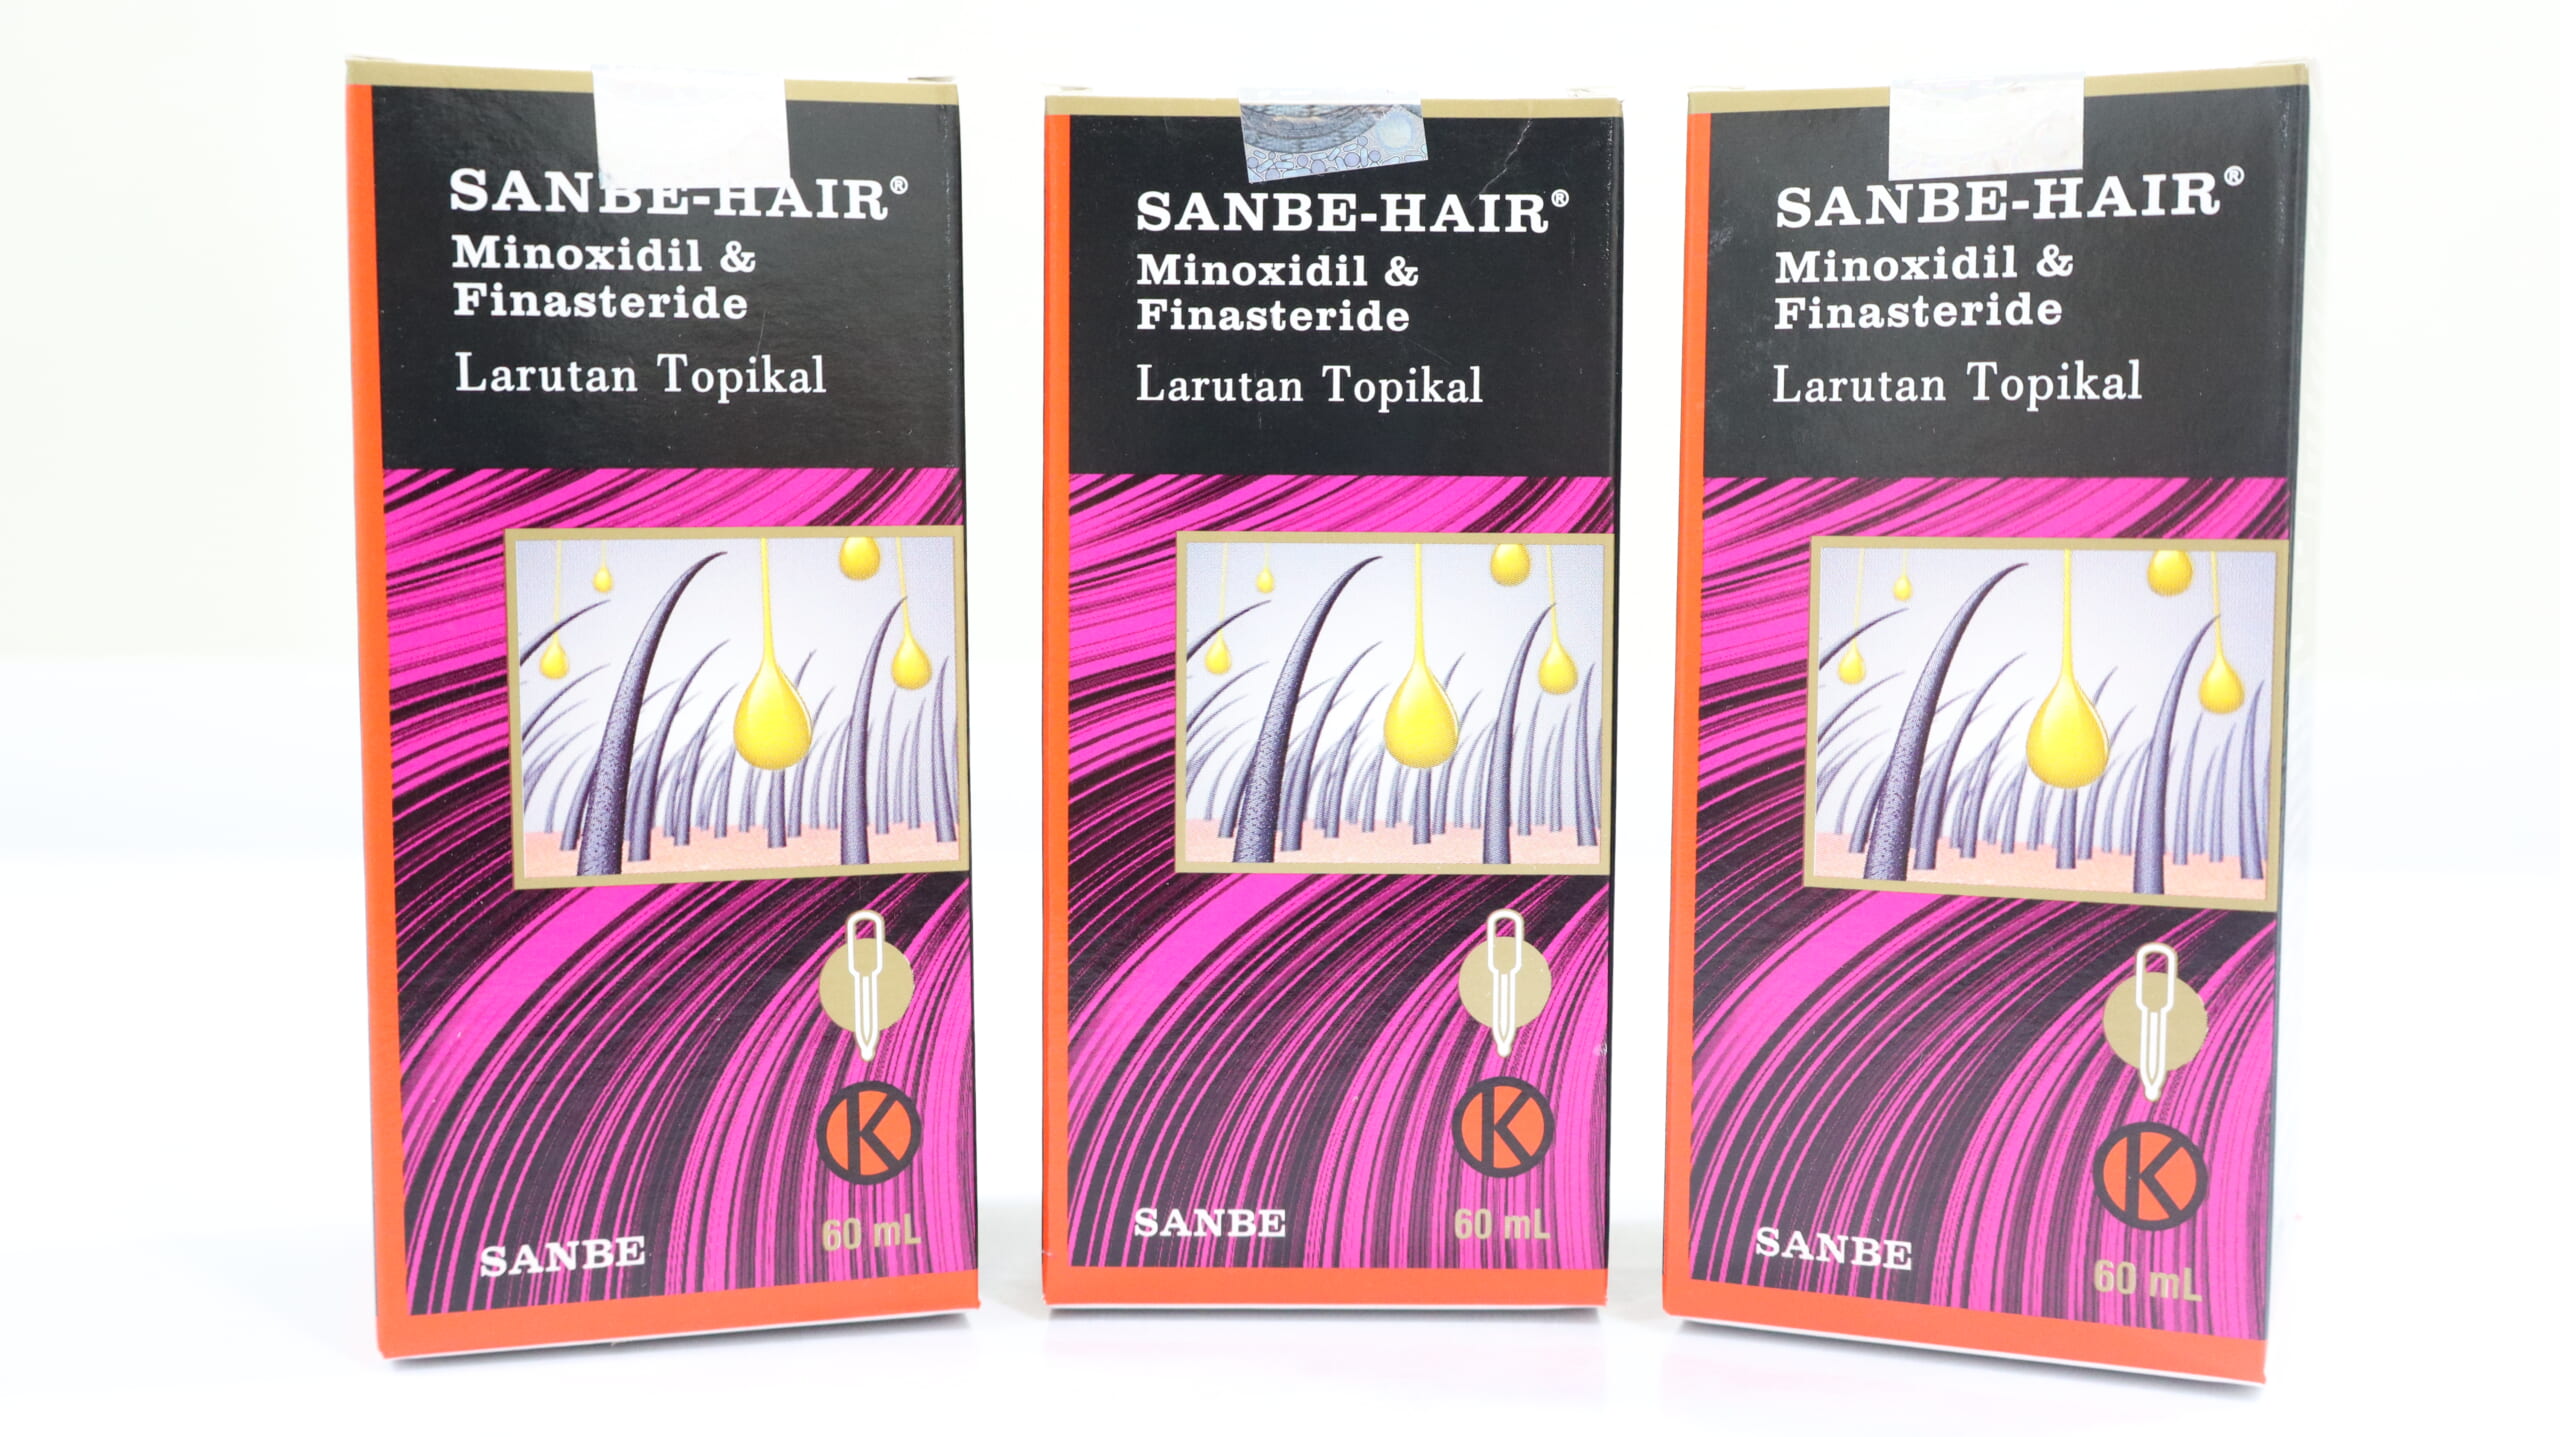 SANBE-HAIR®
Minoxidil &
Finasteride
Larutan Topikal
K
SANBE
60 mL
SANBE-HAIR®
Minoxidil &
Finasteride
Larutan Topikal
K
SANBE
60 mL
SANBE-HAIR®
Minoxidil &
Finasteride
Larutan Topikal
K
SANBE
60 mL